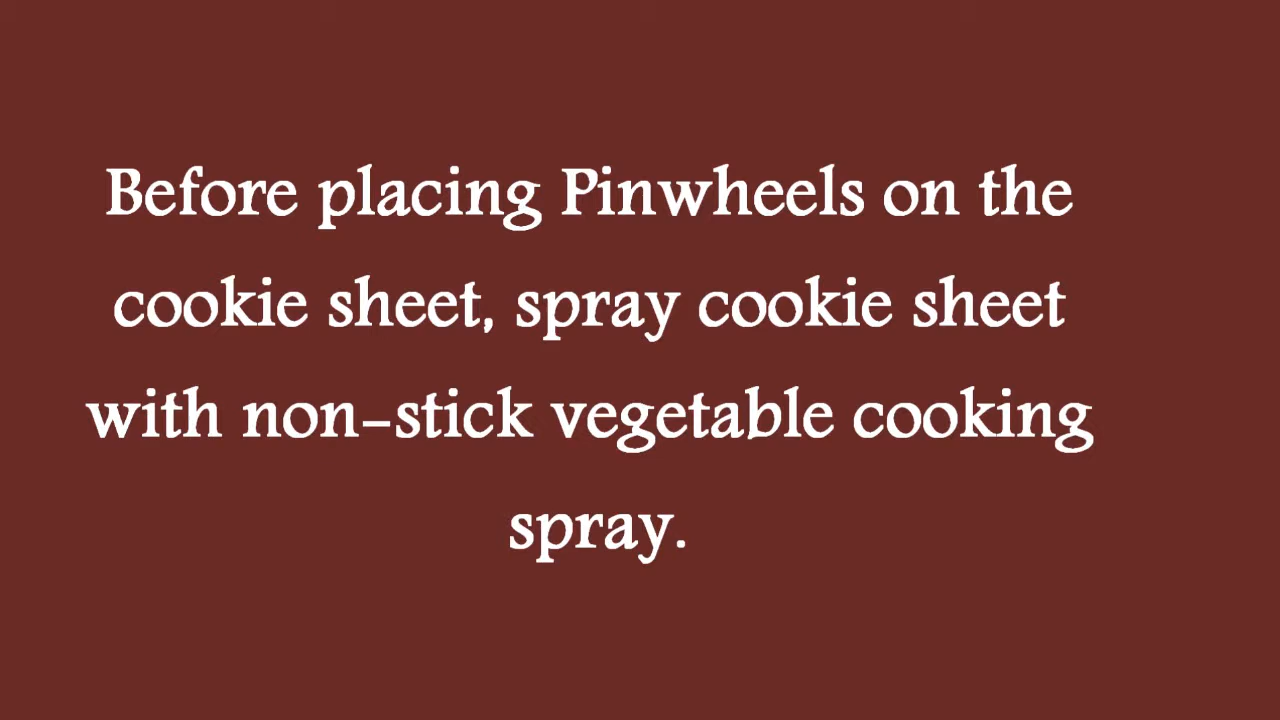 Before placing Pinwheels on the
cookie sheet, spray cookie sheet
with non-stick vegetable cooking
spray.